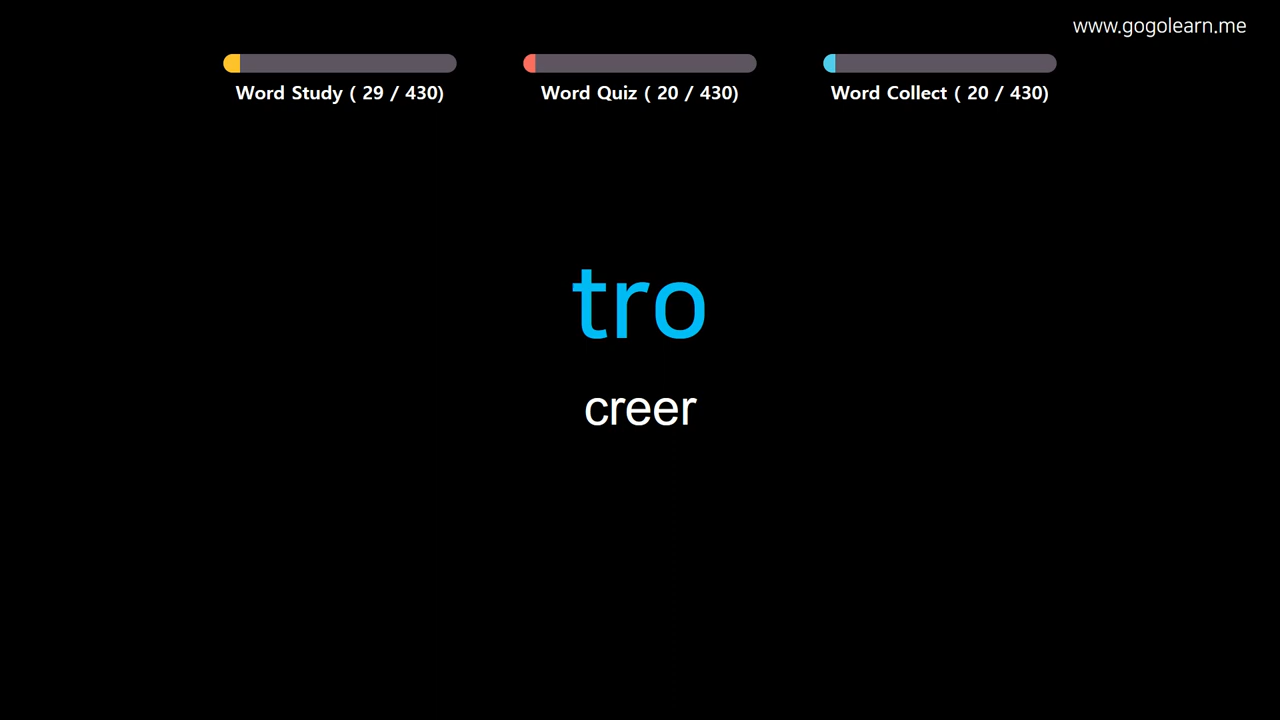 www.gogolearn.me
Word Study ( 29 / 430)
Word Quiz ( 20 / 430)
Word Collect ( 20 / 430)
tro
creer